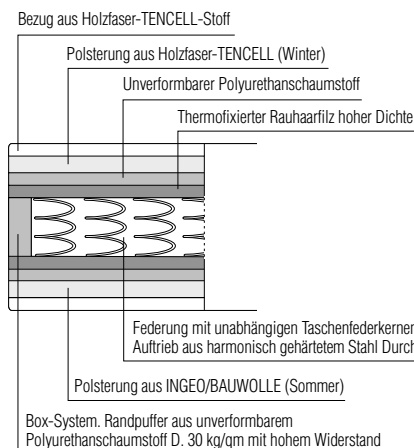 Bezug aus Holzfaser-TENCELL-Stoff
Polsterung aus Holzfaser-TENCELL (Winter)
Unverformbarer Polyurethanschaumstoff
Thermofixierter Rauhaarfilz hoher Dichte
Federung mit unabhängigen Taschenfederkernen
Auftrieb aus harmonisch gehärtetem Stahl Durch
Polsterung aus INGEO/BAUWOLLE (Sommer)
Box-System. Randpuffer aus unverformbarem
Polyurethanschaumstoff D. 30 kg/qm mit hohem Widerstand